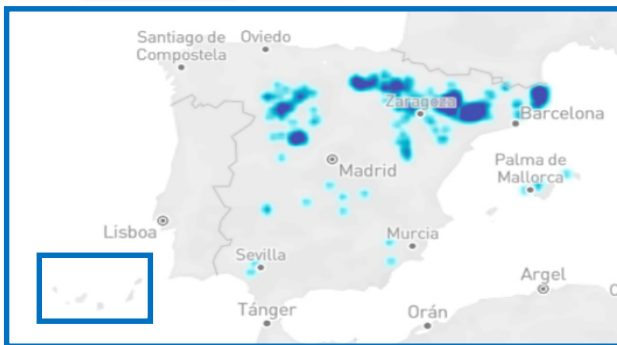 Santiago de
Compostela
Oviedo
Zaragoza
Barcelona
Madrid
Palma de
Mallorca
Lisboa
Murcia
Sevilla
Argel
Tánger
Orán